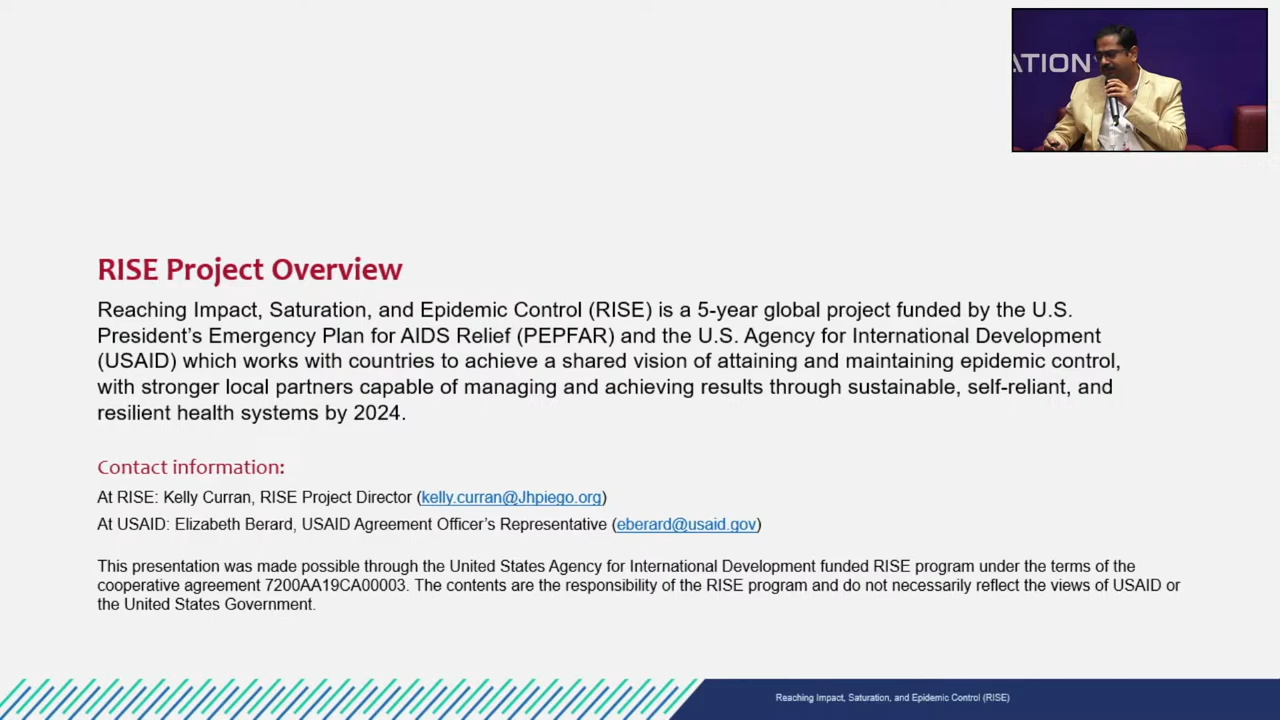 ATION
RISE Project Overview
Reaching Impact, Saturation, and Epidemic Control (RISE) is a 5-year global project funded by the U.S.
President’s Emergency Plan for AIDS Relief (PEPFAR) and the U.S. Agency for International Development
(USAID) which works with countries to achieve a shared vision of attaining and maintaining epidemic control,
with stronger local partners capable of managing and achieving results through sustainable, self-reliant, and
resilient health systems by 2024.
Contact information:
At RISE: Kelly Curran, RISE Project Director (kelly.curran@Jhpiego.org)
At USAID: Elizabeth Berard, USAID Agreement Officer’s Representative (eberard@usaid.gov)
This presentation was made possible through the United States Agency for International Development funded RISE program under the terms of the
cooperative agreement 7200AA19CA00003. The contents are the responsibility of the RISE program and do not necessarily reflect the views of USAID or
the United States Government.
Reaching Impact, Saturation, and Epidemic Control (RISE)